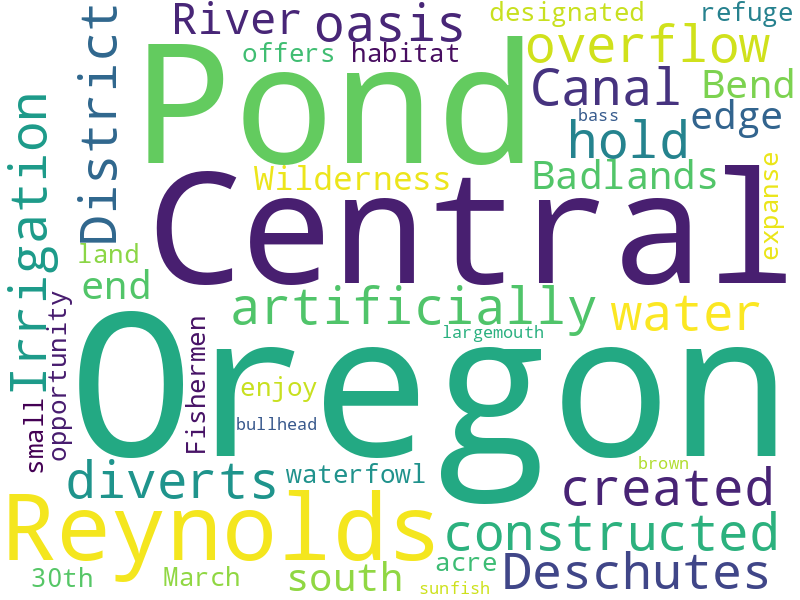 designated
refuge
River
oasis
offers
habitat
overflow
District
Pond
Canal
Bend
bass
edge
hold
Irrigation
Wilderness
Badlands
expanse
Central
land
end
artificially
water
opportunity
small
Fishermen
largemouth
Oregon
enjoy
bullhead
diverts
waterfowl
brown
created
Reynolds
constructed
30th
March
south
acre
sunfish
Deschutes